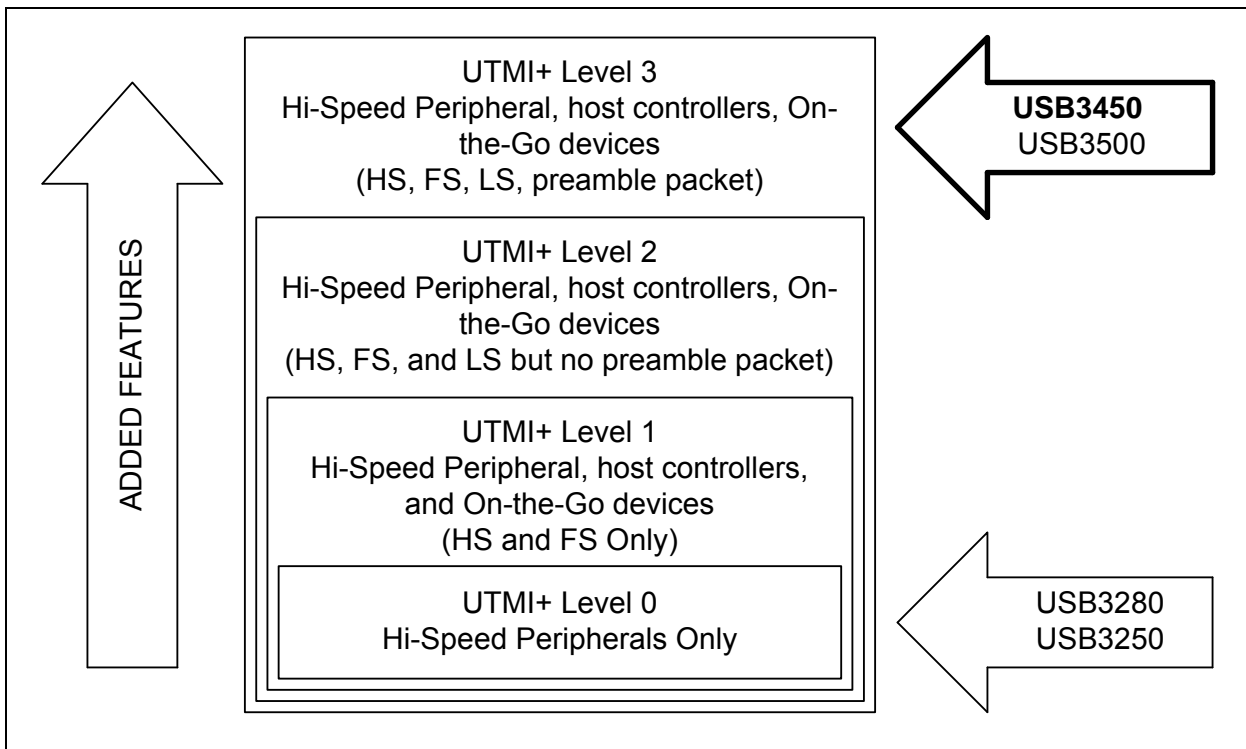 UTMI+ Level 3
Hi-Speed Peripheral, host controllers, On-
the-Go devices
(HS, FS, LS, preamble packet)
USB3450
USB3500
ADDED FEATURES
UTMI+ Level 2
Hi-Speed Peripheral, host controllers, On-
the-Go devices
(HS, FS, and LS but no preamble packet)
UTMI+ Level 1
Hi-Speed Peripheral, host controllers,
and On-the-Go devices
(HS and FS Only)
UTMI+ Level 0
Hi-Speed Peripherals Only
USB3280
USB3250